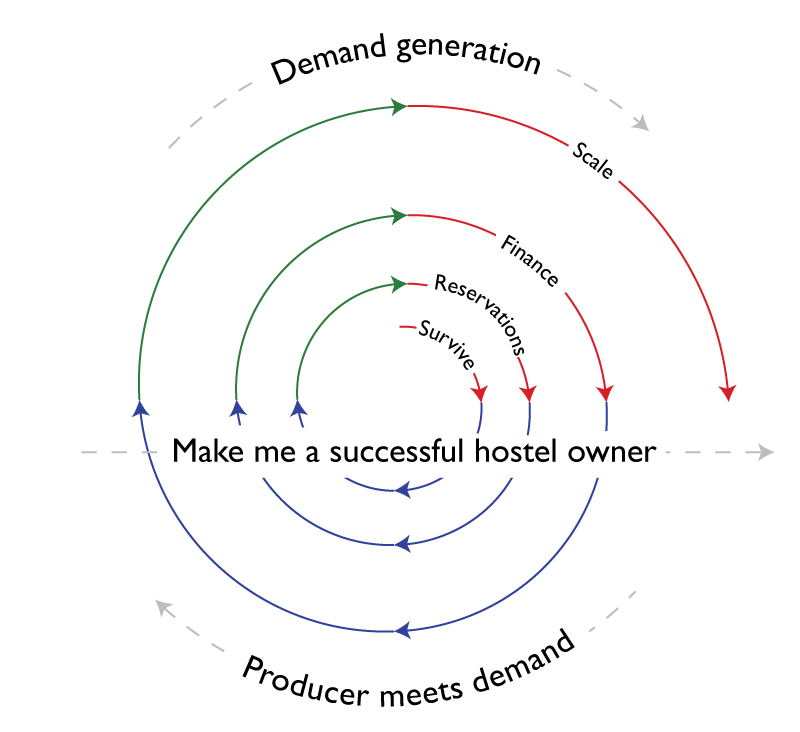 Demand generation
Scale
Finance
Reservations
Survive
Make me a successful hostel owner
Producer meets demand